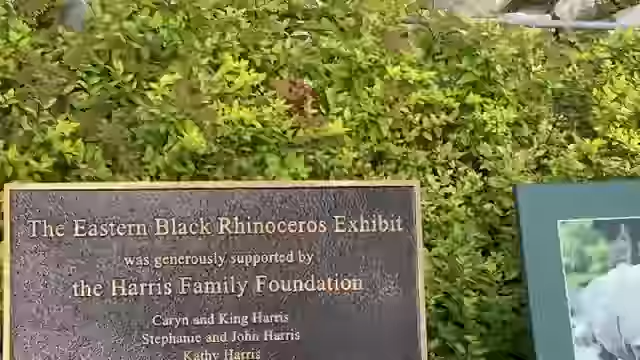 The Eastern Black Rhinoceros Exhibit
was generously supported by
the Harris Family Foundation
Caryn and King Harris
Stephanie and John Harris
Kathy Harris